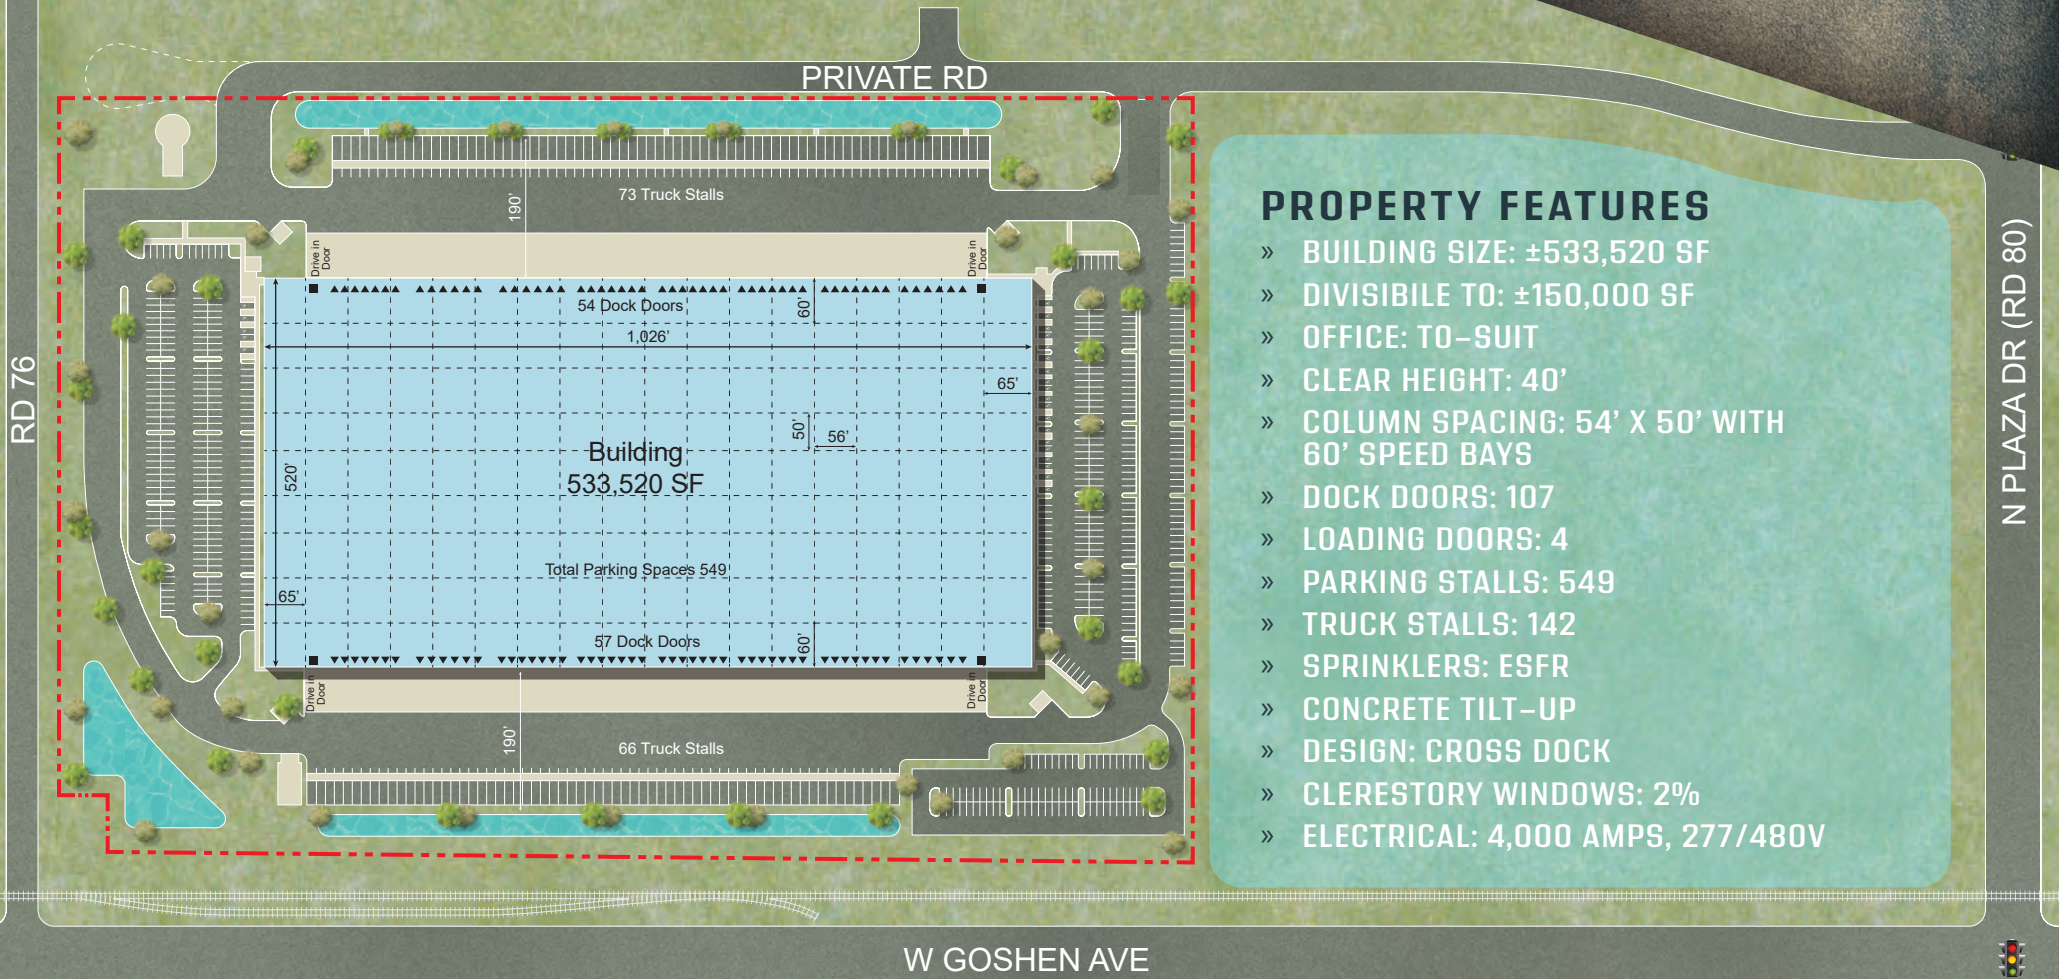 PRIVATE RD
73 Truck Stalls
190'
Drive in
Door
Drive in
Door
54 Dock Doors
60'
1,026'
65'
50'
56'
Building
533,520 SF
520'
Total Parking Spaces 549
65'
57 Dock Doors
60'
Drive in
Door
Drive in
Door
190'
66 Truck Stalls
RD 76
W GOSHEN AVE
N PLAZA DR (RD 80)
PROPERTY FEATURES
» BUILDING SIZE: ±533,520 SF
» DIVISIBILE TO: ±150,000 SF
» OFFICE: TO–SUIT
» CLEAR HEIGHT: 40’
» COLUMN SPACING: 54’ X 50’ WITH
60’ SPEED BAYS
» DOCK DOORS: 107
» LOADING DOORS: 4
» PARKING STALLS: 549
» TRUCK STALLS: 142
» SPRINKLERS: ESFR
» CONCRETE TILT–UP
» DESIGN: CROSS DOCK
» CLERESTORY WINDOWS: 2%
» ELECTRICAL: 4,000 AMPS, 277/480V